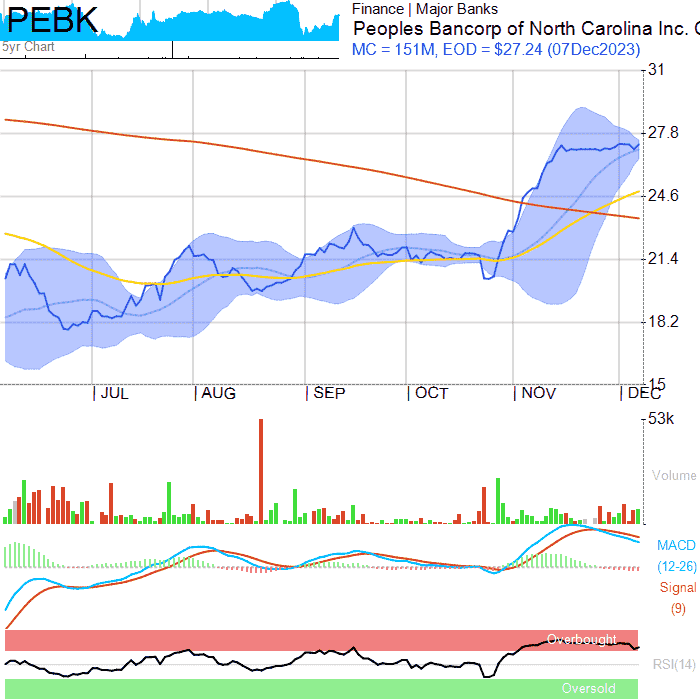 PEBK
5yr Chart
Finance | Major Banks
Peoples Bancorp of North Carolina Inc. C
MC = 151M, EOD = $27.24 (07Dec2023)
31
27.8
24.6
21.4
18.2
15
JUL AUG SEP OCT NOV DEC
53k
Volume
MACD
(12-26)
Signal
(9)
Overbought
RSI(14)
Oversold